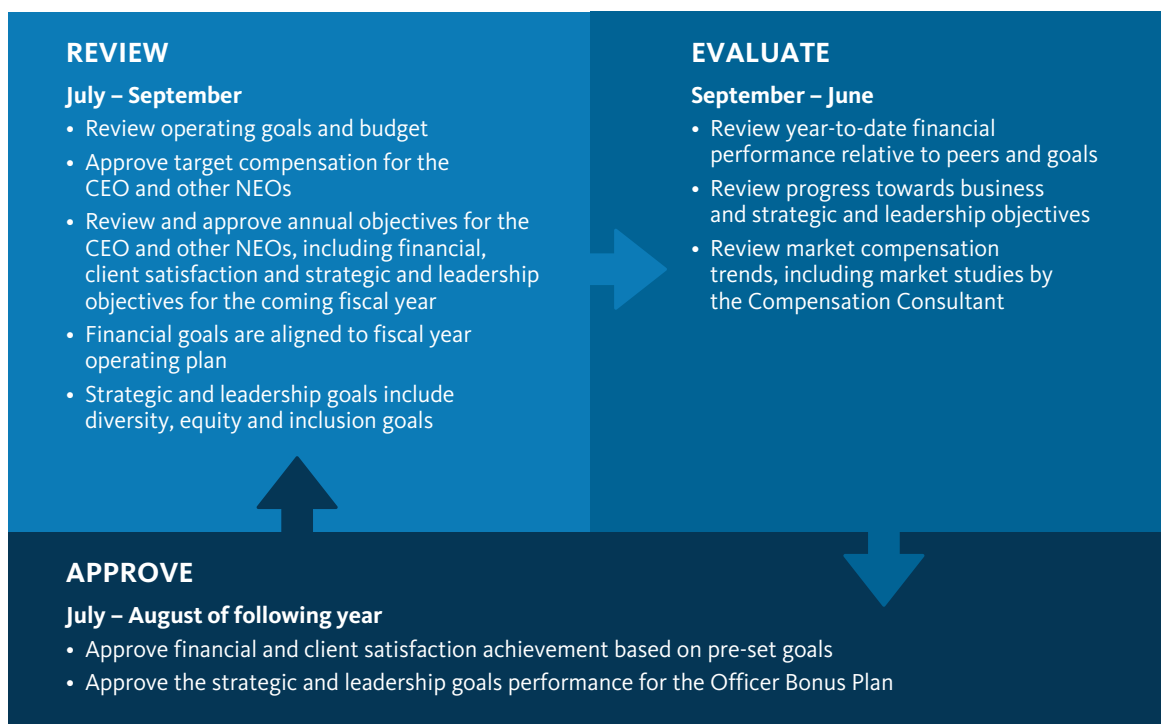 REVIEW
July – September
• Review operating goals and budget
• Approve target compensation for the
CEO and other NEOs
• Review and approve annual objectives for the
CEO and other NEOs, including financial,
client satisfaction and strategic and leadership
objectives for the coming fiscal year
• Financial goals are aligned to fiscal year
operating plan
• Strategic and leadership goals include
diversity, equity and inclusion goals
EVALUATE
September – June
• Review year-to-date financial
performance relative to peers and goals
• Review progress towards business
and strategic and leadership objectives
• Review market compensation
trends, including market studies by
the Compensation Consultant
APPROVE
July – August of following year
• Approve financial and client satisfaction achievement based on pre-set goals
• Approve the strategic and leadership goals performance for the Officer Bonus Plan